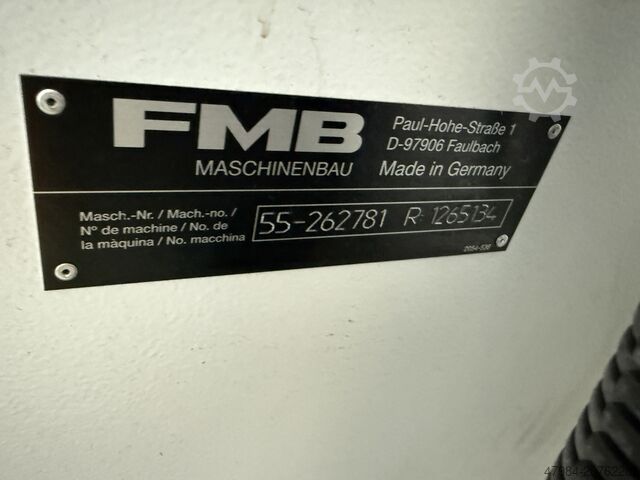 FMB
MASCHINENBAU
Paul-Hohe-Straße 1
D-97906 Faulbach
Made in Germany
Masch.-Nr. / Mach.-no. /
Nº de machine / No. de
la màquina / No. macchina
55-262781 R: 1265134
2054-536